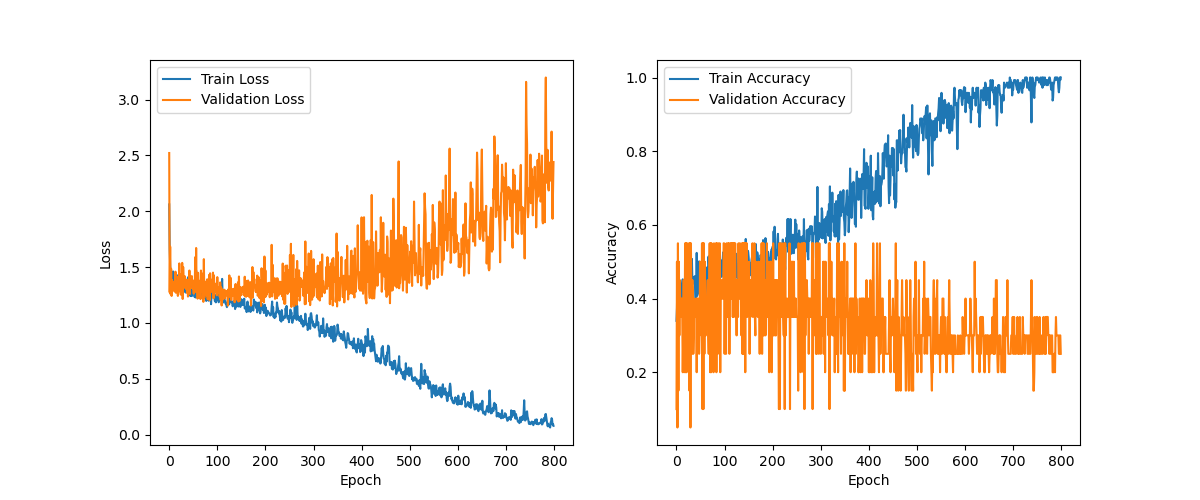 Train Loss
Validation Loss
3.0
2.5
2.0
1.5
1.0
0.5
0.0
Loss
0 100 200 300 400 500 600 700 800
Epoch
Train Accuracy
Validation Accuracy
1.0
0.8
0.6
0.4
0.2
Accuracy
0 100 200 300 400 500 600 700 800
Epoch